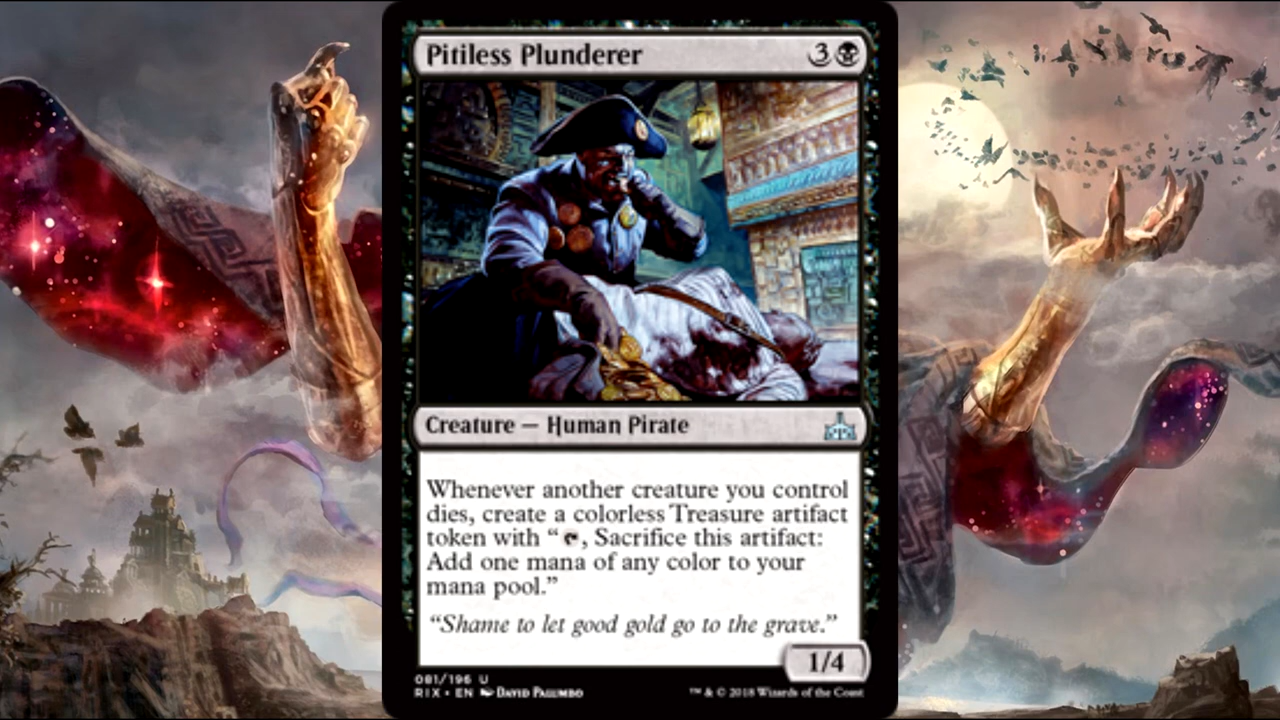 Pitiless Plunderer 3
Creature — Human Pirate
Whenever another creature you control
dies, create a colorless Treasure artifact
token with “ , Sacrifice this artifact:
Add one mana of any color to your
mana pool.”
“Shame to let good gold go to the grave.”
1/4
081/196 U
RIX • EN DAVID PALUMBO
™ & © 2018 Wizards of the Coast